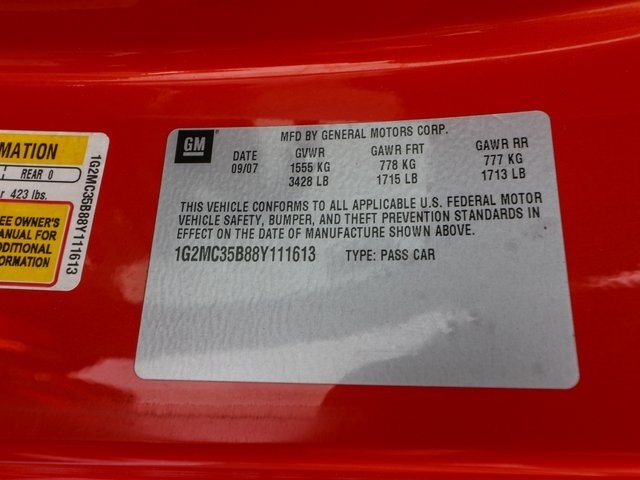 MATION
REAR 0
r 423 lbs.
EE OWNER'S
ANUAL FOR
DDITIONAL
FORMATION
1G2MC35B88Y111613
GM
MFD BY GENERAL MOTORS CORP.
DATE GVWR GAWR FRT GAWR RR
09/07 1555 KG 778 KG 777 KG
3428 LB 1715 LB 1713 LB
THIS VEHICLE CONFORMS TO ALL APPLICABLE U.S. FEDERAL MOTOR
VEHICLE SAFETY, BUMPER, AND THEFT PREVENTION STANDARDS IN
EFFECT ON THE DATE OF MANUFACTURE SHOWN ABOVE.
1G2MC35B88Y111613 TYPE: PASS CAR